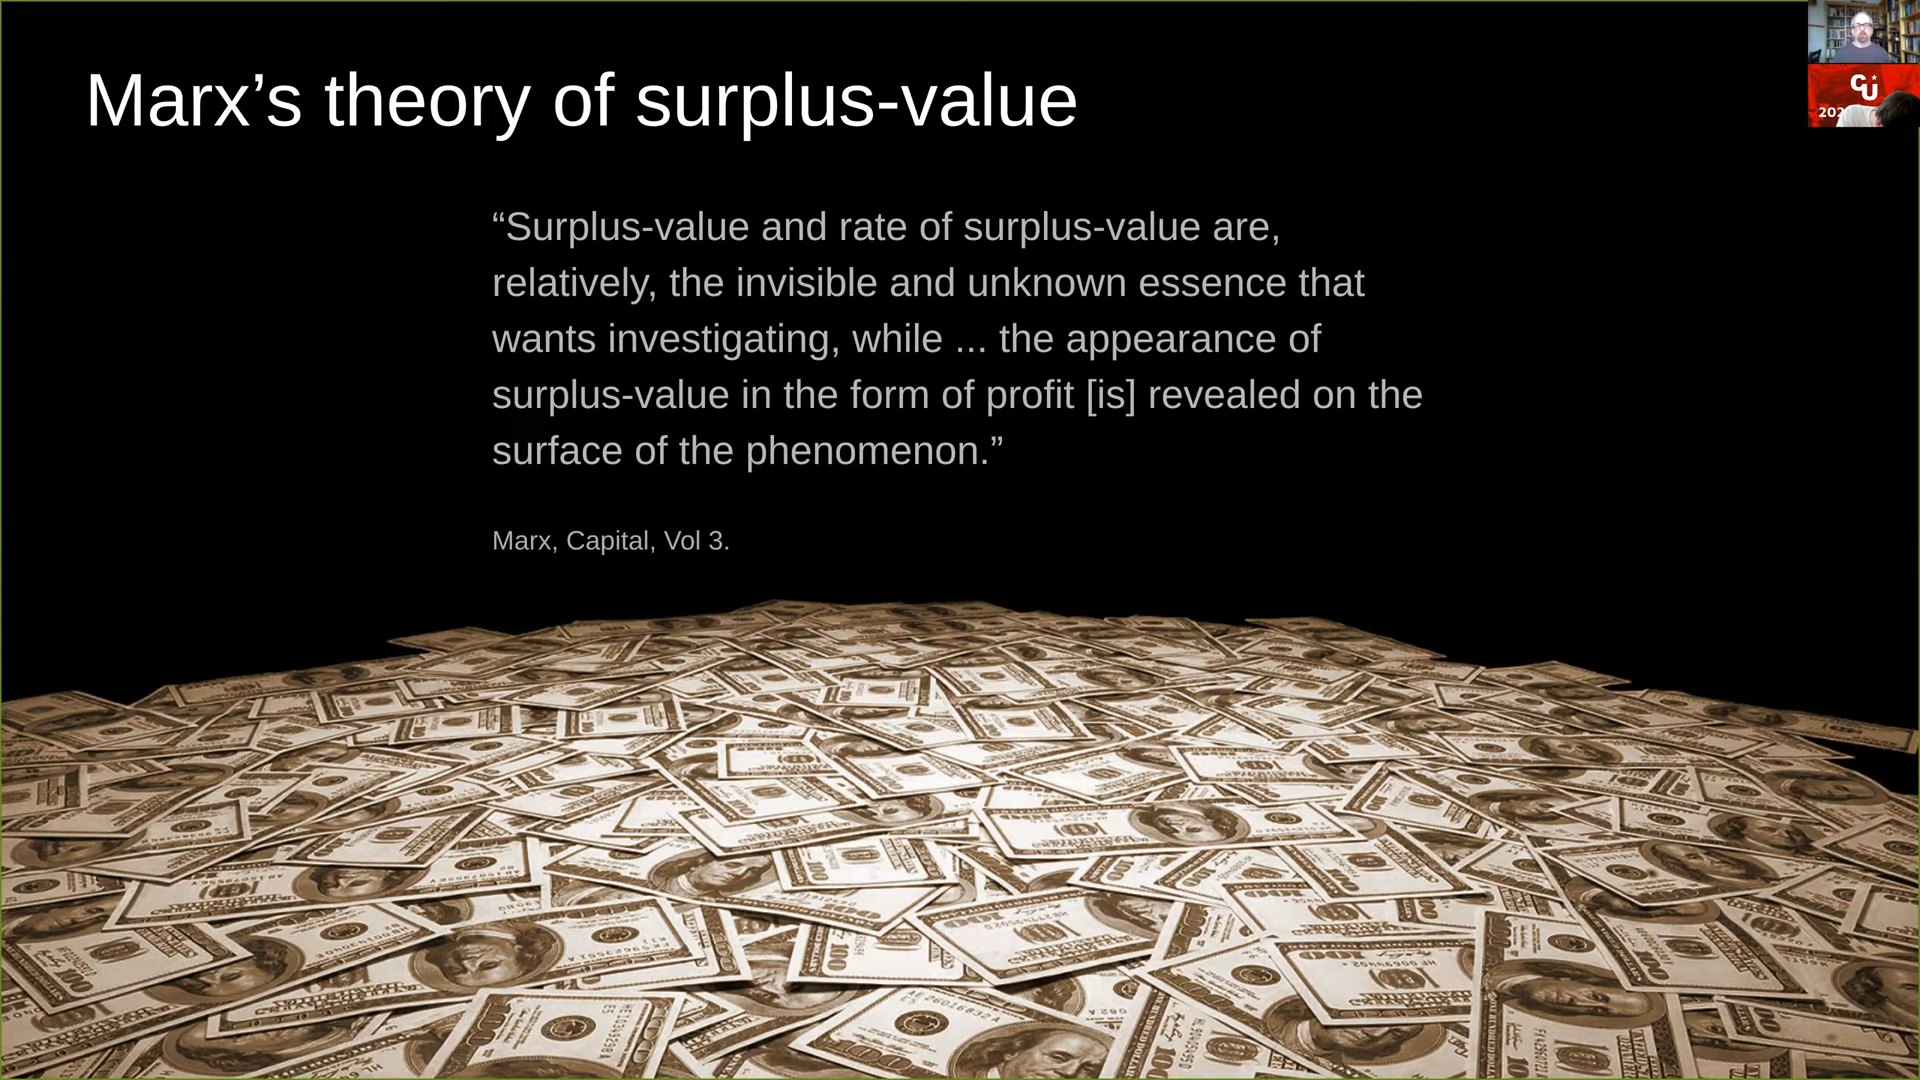 Marx’s theory of surplus-value
“Surplus-value and rate of surplus-value are,
relatively, the invisible and unknown essence that
wants investigating, while ... the appearance of
surplus-value in the form of profit [is] revealed on the
surface of the phenomenon.”
Marx, Capital, Vol 3.
CU
202